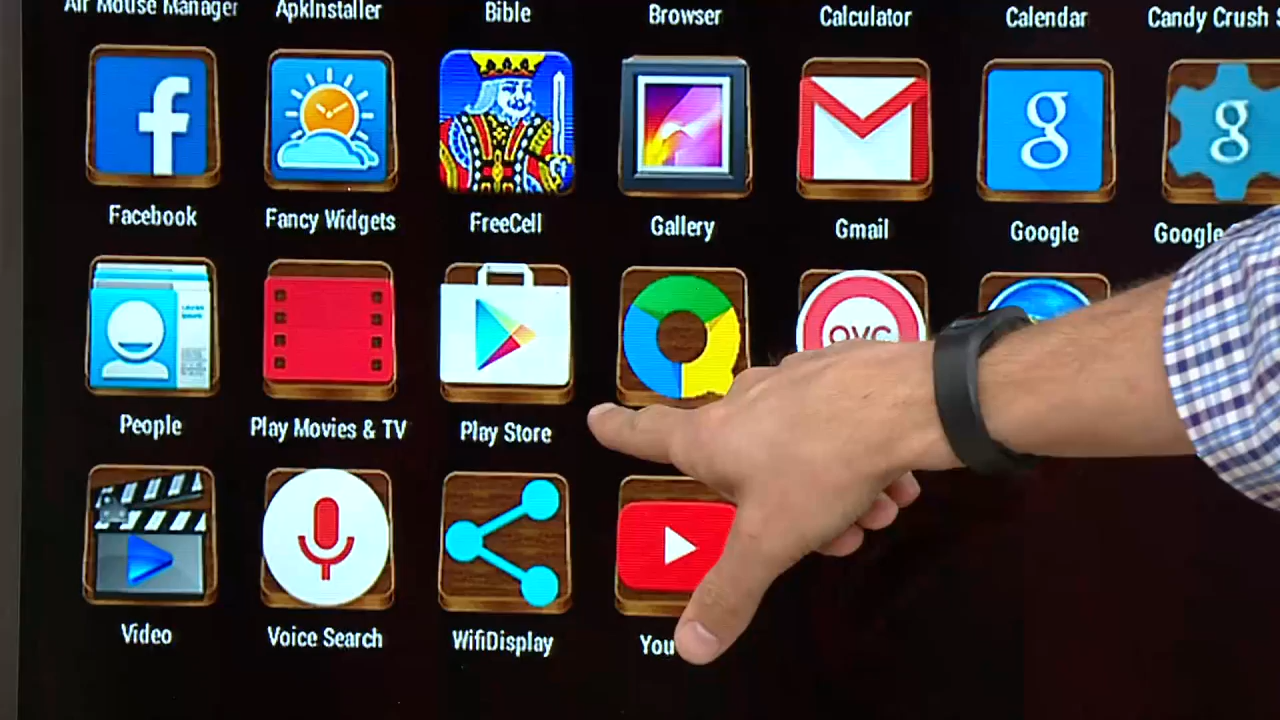 Air Mouse Manager
ApkInstaller
Bible
Browser
Calculator
Calendar
Candy Crush
f
g
g
Facebook
Fancy Widgets
FreeCell
Gallery
Gmail
Google
Google
QVC
People
Play Movies & TV
Play Store
Video
Voice Search
WifiDisplay
You